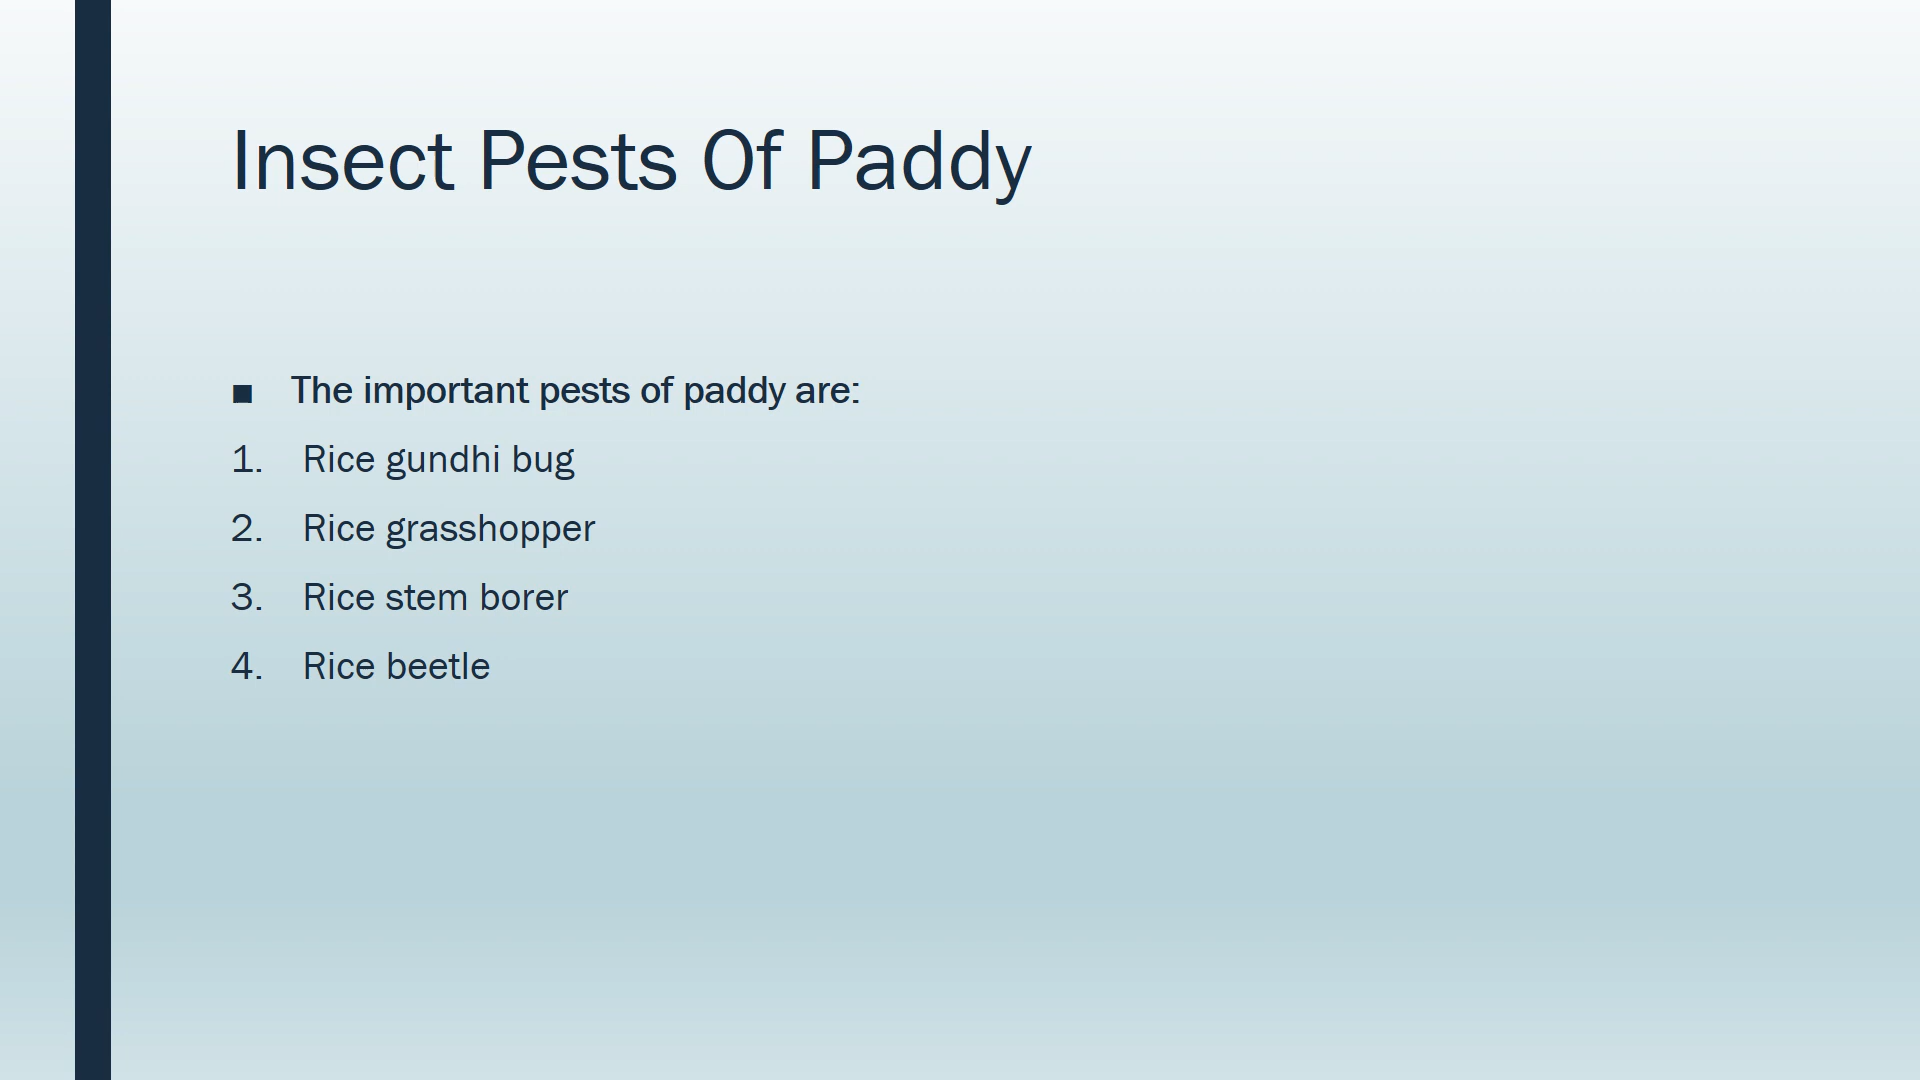 Insect Pests Of Paddy
■ The important pests of paddy are:
1. Rice gundhi bug
2. Rice grasshopper
3. Rice stem borer
4. Rice beetle